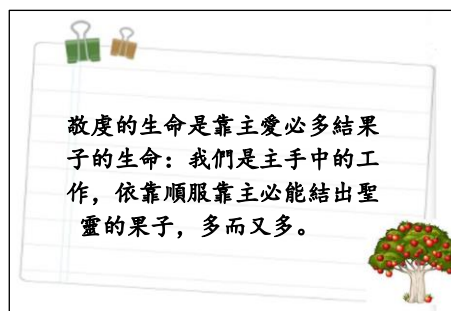 敬虔的生命是靠主愛必多結果
子的生命：我們是主手中的工
作，依靠順服靠主必能結出聖
靈的果子，多而又多。